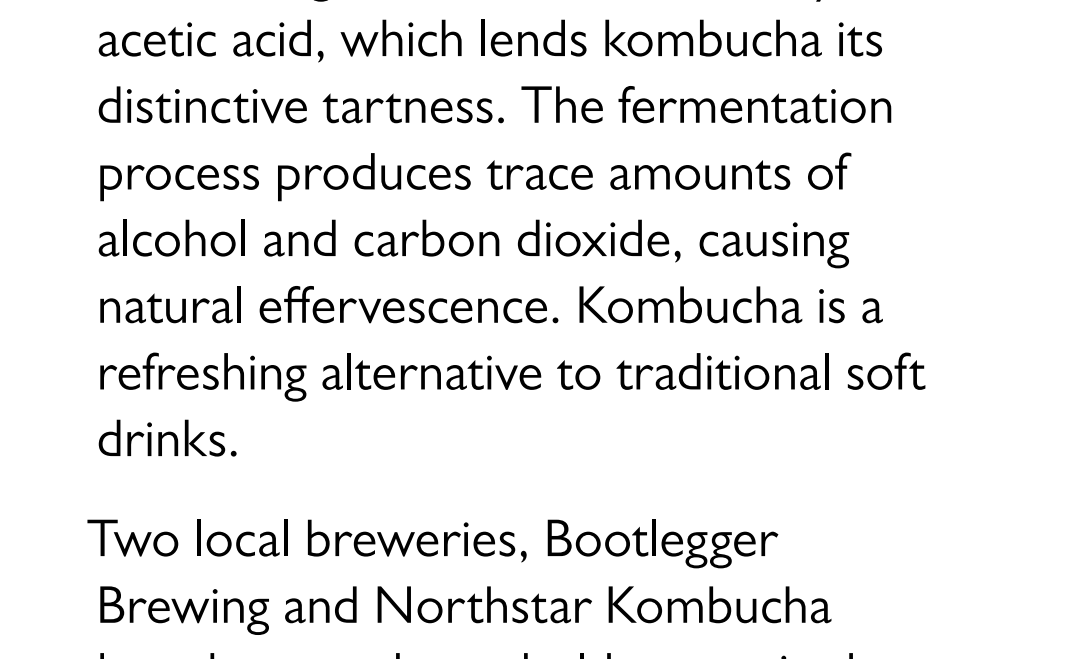 acetic acid, which lends kombucha its
distinctive tartness. The fermentation
process produces trace amounts of
alcohol and carbon dioxide, causing
natural effervescence. Kombucha is a
refreshing alternative to traditional soft
drinks.
Two local breweries, Bootlegger
Brewing and Northstar Kombucha